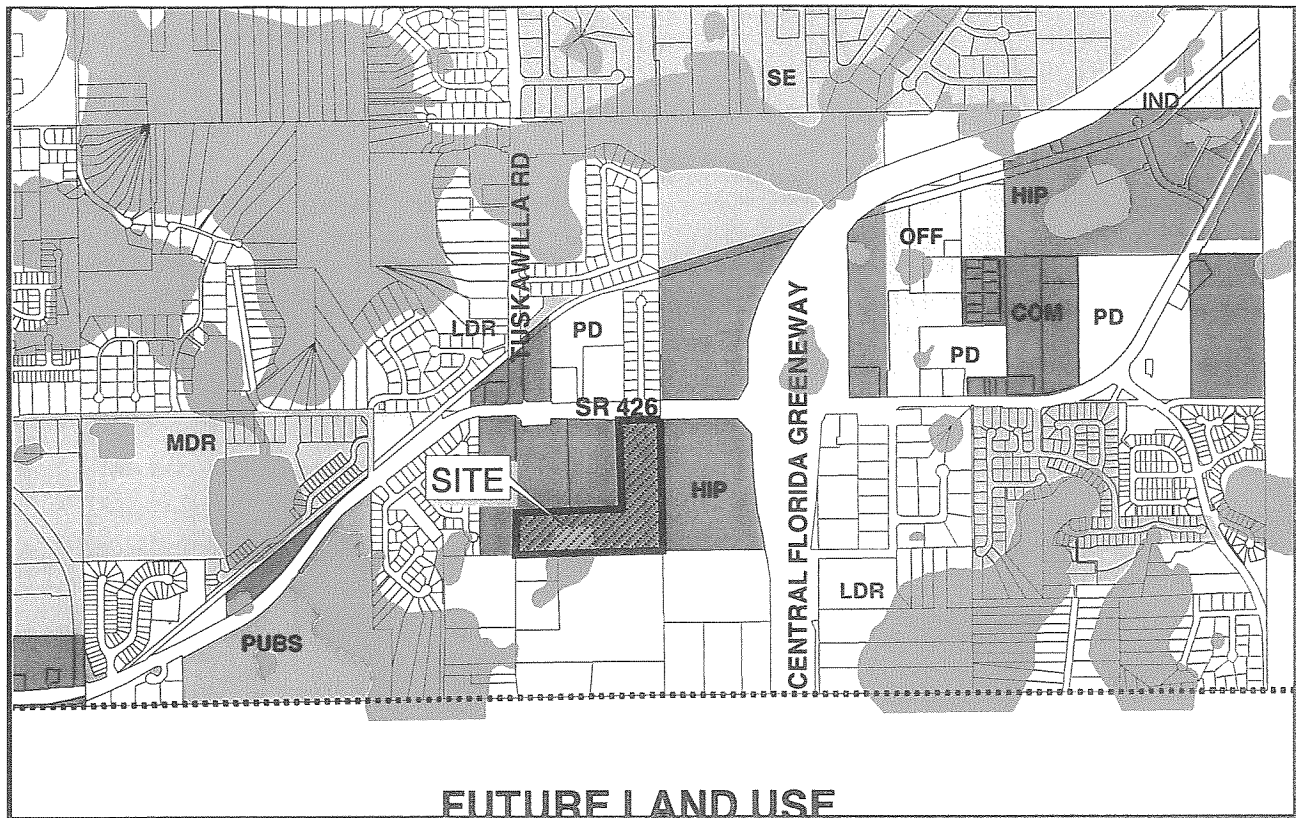 SE
IND
TUSKAWILLA RD
HIP
OFF
CENTRAL FLORIDA GREENEWAY
LDR
PD
COM
PD
PD
SR 426
MDR
SITE
HIP
LDR
PUBS
FUTURE LAND USE